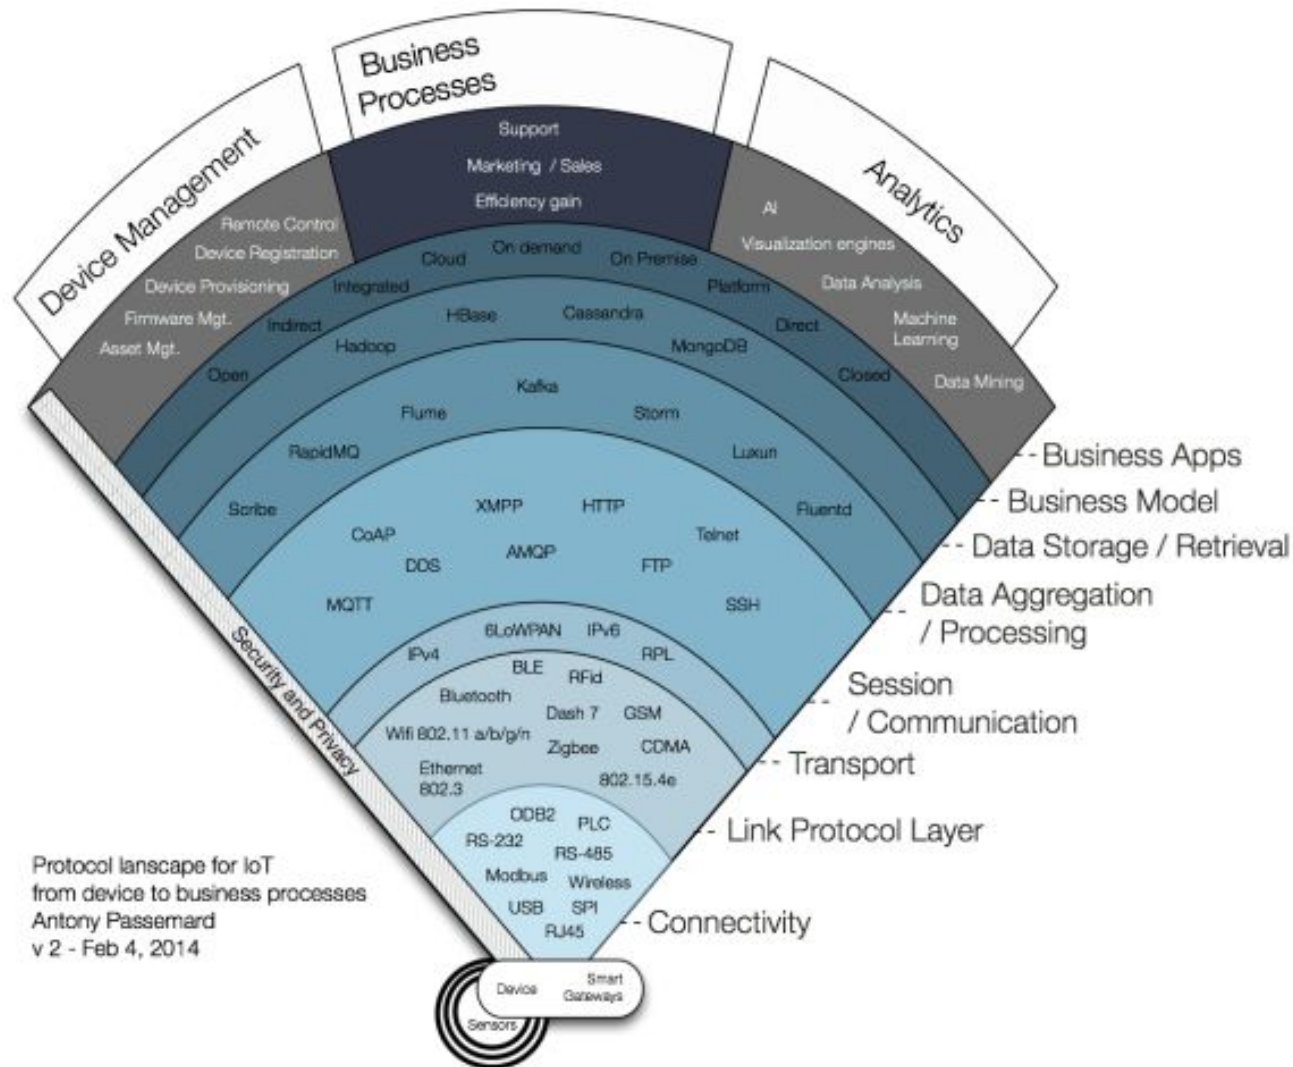 Business
Processes
Device Management
Analytics
Support
Marketing / Sales
Efficiency gain
Remote Control
Device Registration
Device Provisioning
Firmware Mgt.
Asset Mgt.
AI
Visualization engines
Data Analysis
Machine
Learning
Data Mining
Open
Indirect
Integrated
Cloud
On demand
On Premise
Platform
Direct
Closed
Hadoop
HBase
Cassandra
MongoDB
Scribe
RapidMQ
Flume
Kafka
Storm
Luxun
Fluentd
MQTT
CoAP
DDS
XMPP
AMQP
HTTP
FTP
Telnet
SSH
IPv4
6LoWPAN
IPv6
RPL
BLE
RFid
Bluetooth
Dash 7
GSM
Wifi 802.11 a/b/g/n
Zigbee
CDMA
Ethernet
802.3
802.15.4e
ODB2
PLC
RS-232
RS-485
Modbus
Wireless
USB
SPI
RJ45
Security and Privacy
Business Apps
Business Model
Data Storage / Retrieval
Data Aggregation
/ Processing
Session
/ Communication
Transport
Link Protocol Layer
Connectivity
Device
Smart
Gateways
Sensors
Protocol lanscape for IoT
from device to business processes
Antony Passemard
v 2 - Feb 4, 2014